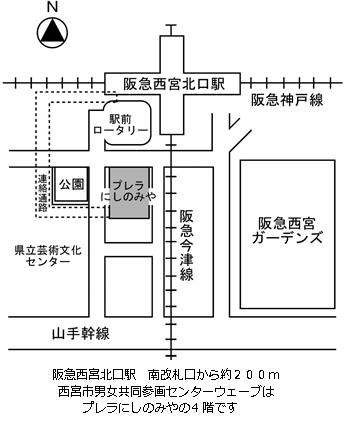 N
阪急西宮北口駅
阪急神戸線
駅前
ロータリー
連絡通路
公園
プレラ
にしのみや
阪急今津線
阪急西宮
ガーデンズ
県立芸術文化
センター
山手幹線
阪急西宮北口駅　南改札口から約２００ｍ
西宮市男女共同参画センターウェーブは
プレラにしのみやの４階です